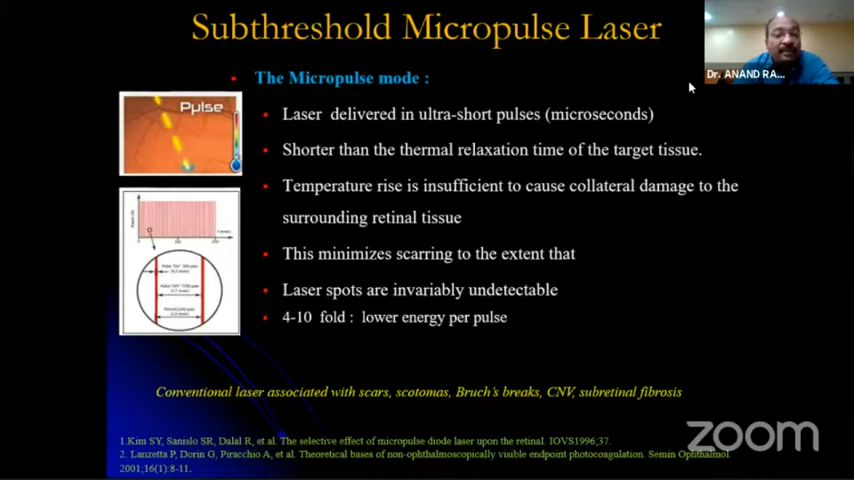 Subthreshold Micropulse Laser
Dr. ANAND RA...
The Micropulse mode :
Pulse
Laser delivered in ultra-short pulses (microseconds)
Shorter than the thermal relaxation time of the target tissue.
Temperature rise is insufficient to cause collateral damage to the
surrounding retinal tissue
This minimizes scarring to the extent that
Laser spots are invariably undetectable
4-10 fold : lower energy per pulse
Conventional laser associated with scars, scotomas, Bruch's breaks, CNV, subretinal fibrosis
1.Kim SY, Sanislo SR, Dalal R, et al. The selective effect of micropulse diode laser upon the retinal. IOVS1996;37.
2. Lanzetta P, Dorin G, Piracchio A, et al. Theoretical bases of non-ophthalmoscopically visible endpoint photocoagulation. Semin Ophthalmol.
2001;16(1):8-11.
zoom